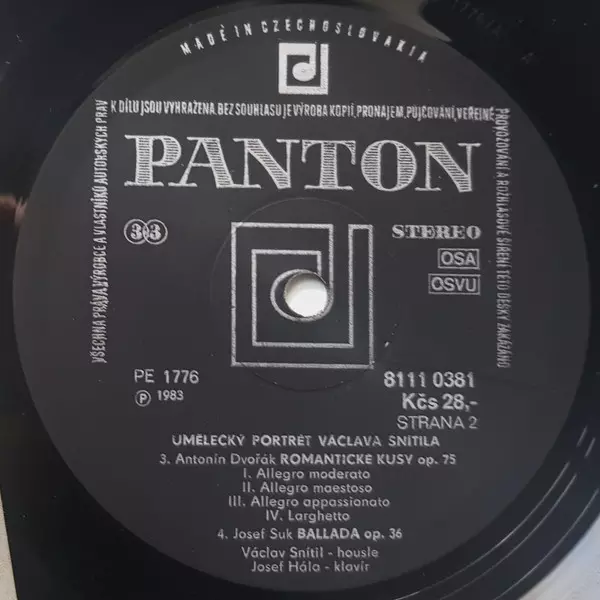 MADE IN CZECHOSLOVAKIA
VŠECHNA PRÁVA VÝROBCE A VLASTNÍKŮ AUTORSKÝCH PRÁV
K DÍLU JSOU VYHRAŽENA. BEZ SOUHLASU JE VÝROBA KOPIÍ, PRONÁJEM, PŮJČOVÁNÍ, VEŘEJNÉ
PROVOZOVÁNÍ A ROZHLASOVÉ ŠÍŘENÍ TÉTO DESKY ZAKÁZÁNO
PANTON
33
STEREO
OSA
OSVU
PE 1776
8111 0381
Ⓟ 1983
Kčs 28,-
STRANA 2
UMĚLECKÝ PORTRÉT VÁCLAVA SNÍTILA
3. Antonín Dvořák ROMANTICKÉ KUSY op. 75
I. Allegro moderato
II. Allegro maestoso
III. Allegro appassionato
IV. Larghetto
4. Josef Suk BALLADA op. 36
Václav Snítil - housle
Josef Hála - klavír